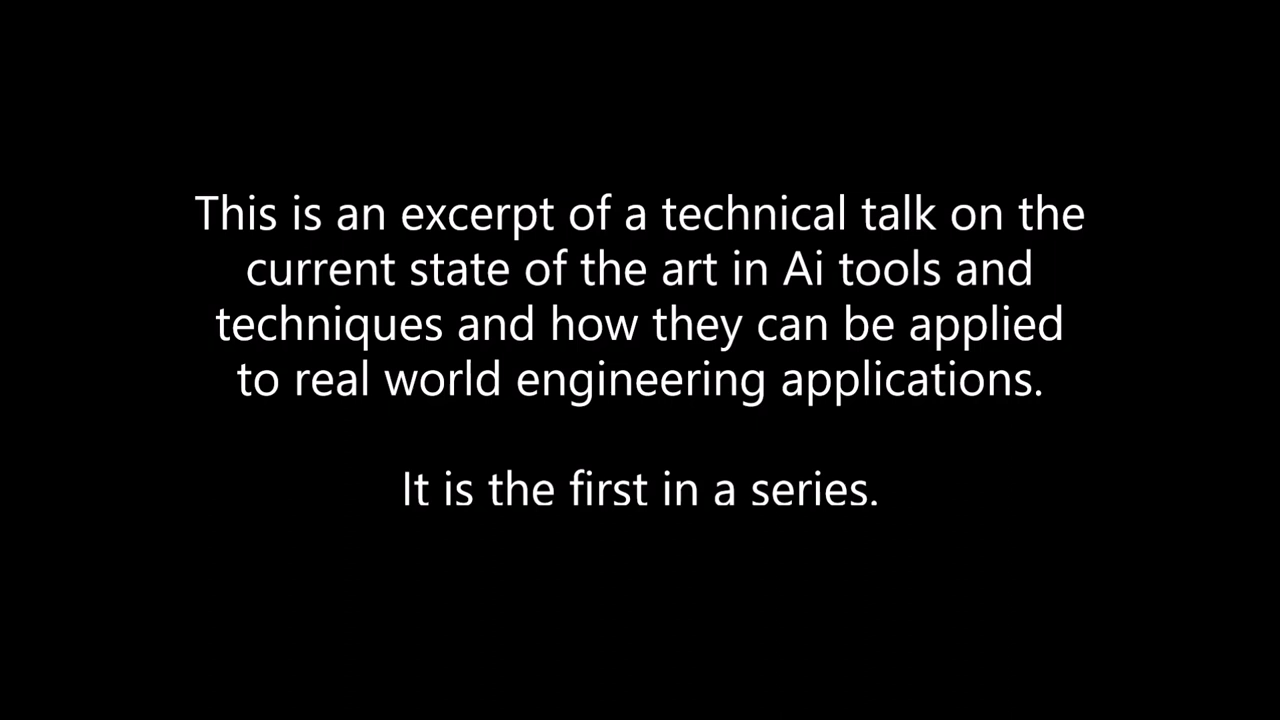 This is an excerpt of a technical talk on the
current state of the art in Ai tools and
techniques and how they can be applied
to real world engineering applications.
It is the first in a series.